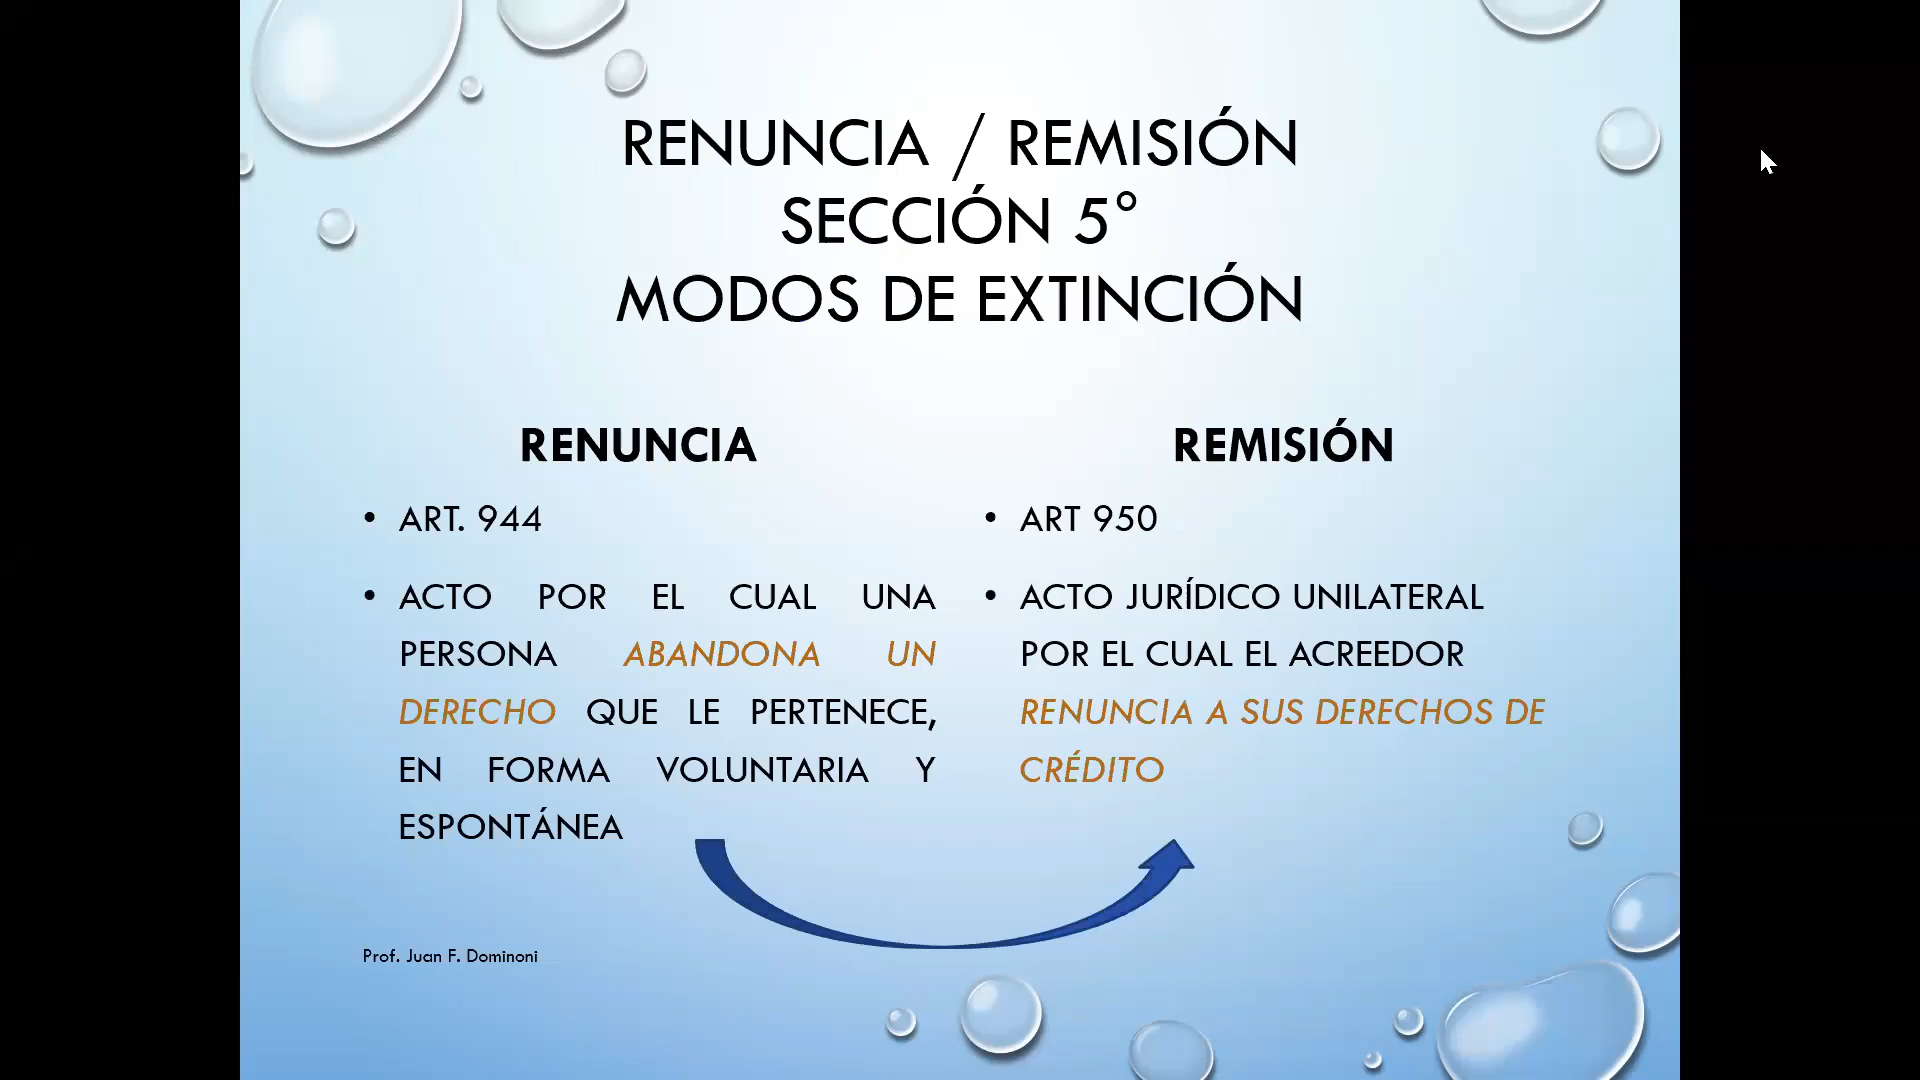 RENUNCIA / REMISIÓN
SECCIÓN 5°
MODOS DE EXTINCIÓN
RENUNCIA
• ART. 944
• ACTO POR EL CUAL UNA
PERSONA ABANDONA UN
DERECHO QUE LE PERTENECE,
EN FORMA VOLUNTARIA Y
ESPONTÁNEA
REMISIÓN
• ART 950
• ACTO JURÍDICO UNILATERAL
POR EL CUAL EL ACREEDOR
RENUNCIA A SUS DERECHOS DE
CRÉDITO
Prof. Juan F. Dominoni